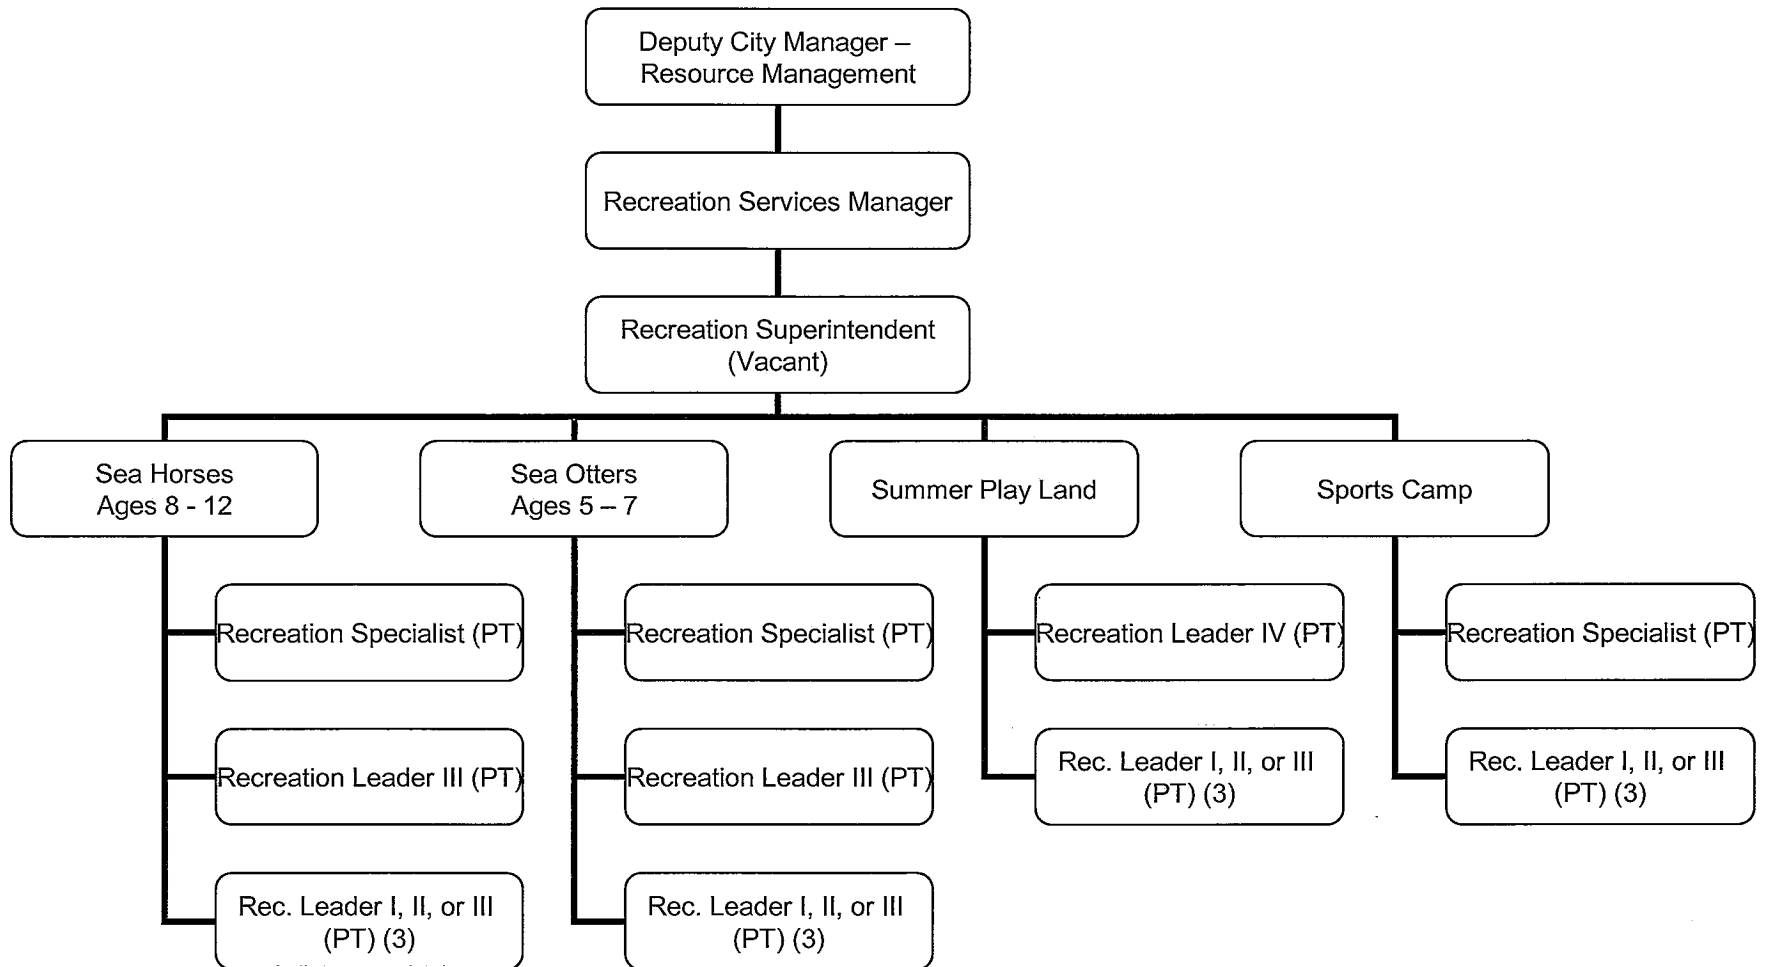 Deputy City Manager –
Resource Management
Recreation Services Manager
Recreation Superintendent
(Vacant)
Sea Horses
Ages 8 - 12
Sea Otters
Ages 5 – 7
Summer Play Land
Sports Camp
Recreation Specialist (PT)
Recreation Specialist (PT)
Recreation Leader IV (PT)
Recreation Specialist (PT)
Recreation Leader III (PT)
Recreation Leader III (PT)
Rec. Leader I, II, or III
(PT) (3)
Rec. Leader I, II, or III
(PT) (3)
Rec. Leader I, II, or III
(PT) (3)
Rec. Leader I, II, or III
(PT) (3)